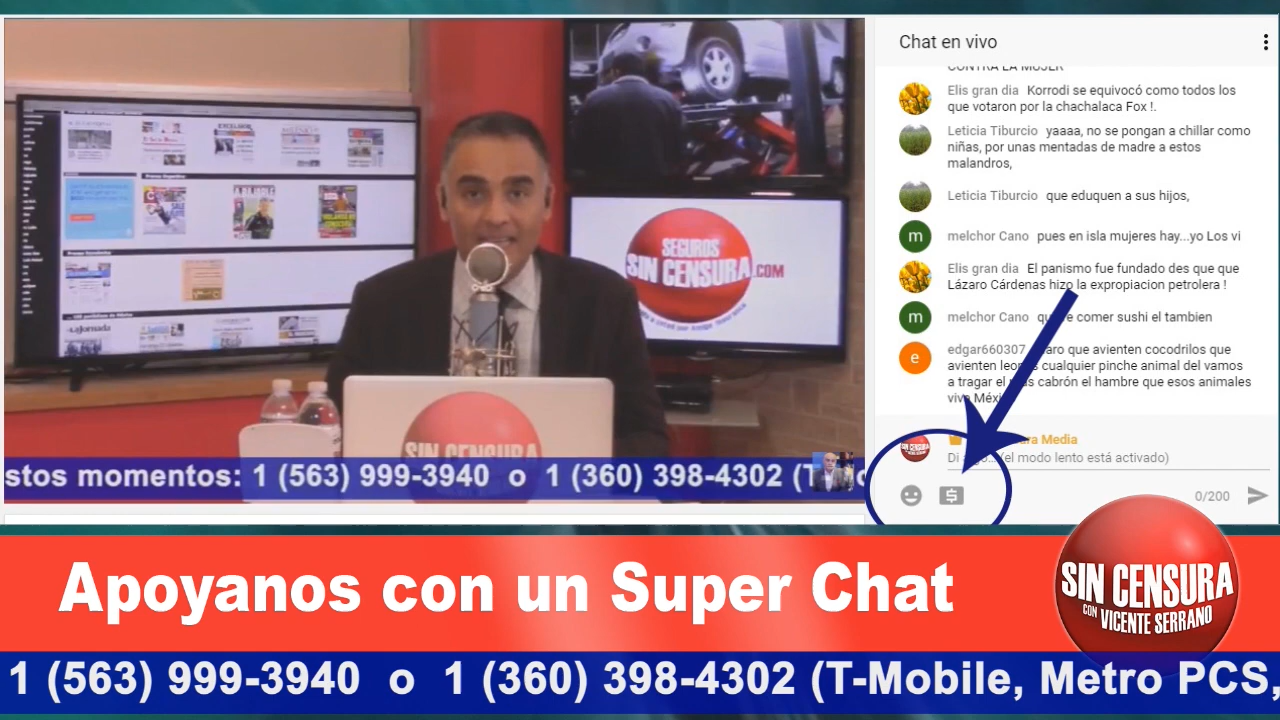 Chat en vivo
CONTRA LA MUJER
Elis gran dia Korrodi se equivocó como todos los
que votaron por la chachalaca Fox !.
Leticia Tiburcio yaaaa, no se pongan a chillar como
niñas, por unas mentadas de madre a estos
malandros,
Leticia Tiburcio que eduquen a sus hijos,
m melchor Cano pues en isla mujeres hay...yo Los vi
Elis gran dia El panismo fue fundado des que que
Lázaro Cárdenas hizo la expropiacion petrolera !
m melchor Cano comer sushi el tambien
e edgar660307 que avienten cocodrilos que
avienten cualquier pinche animal del vamos
a tragar el cabrón el hambre que esos animales
Media
(el modo lento está activado)
0/200
EXCELSIOR
LaJornada
SEGUROS
SIN CENSURA.COM
SIN CENSURA
stos momentos: 1 (563) 999-3940 o 1 (360) 398-4302 (T
Apoyanos con un Super Chat
SIN CENSURA
CON VICENTE SERRANO
1 (563) 999-3940 o 1 (360) 398-4302 (T-Mobile, Metro PCS,